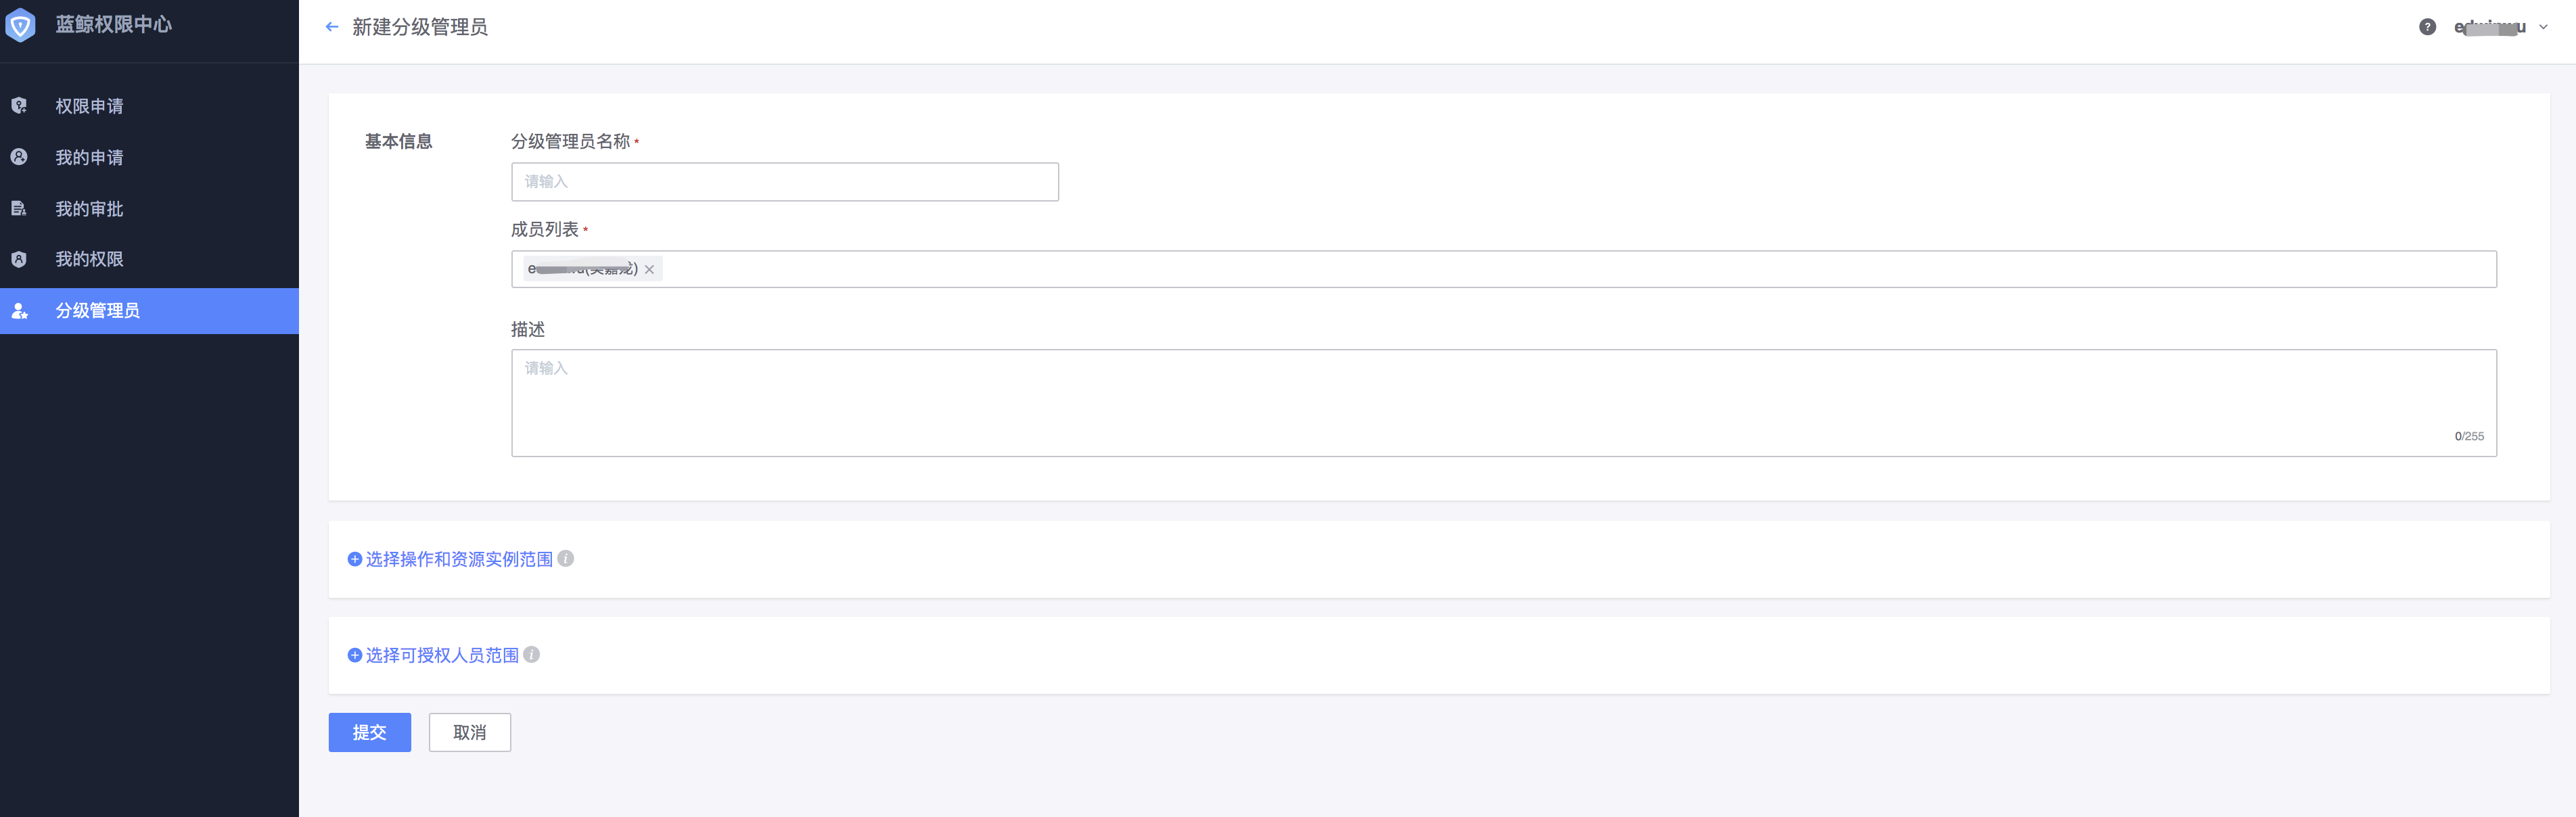 蓝鲸权限中心
新建分级管理员
权限申请
我的申请
我的审批
我的权限
分级管理员
基本信息
分级管理员名称 *
请输入
成员列表 *
描述
请输入
0/255
选择操作和资源实例范围
选择可授权人员范围
提交
取消